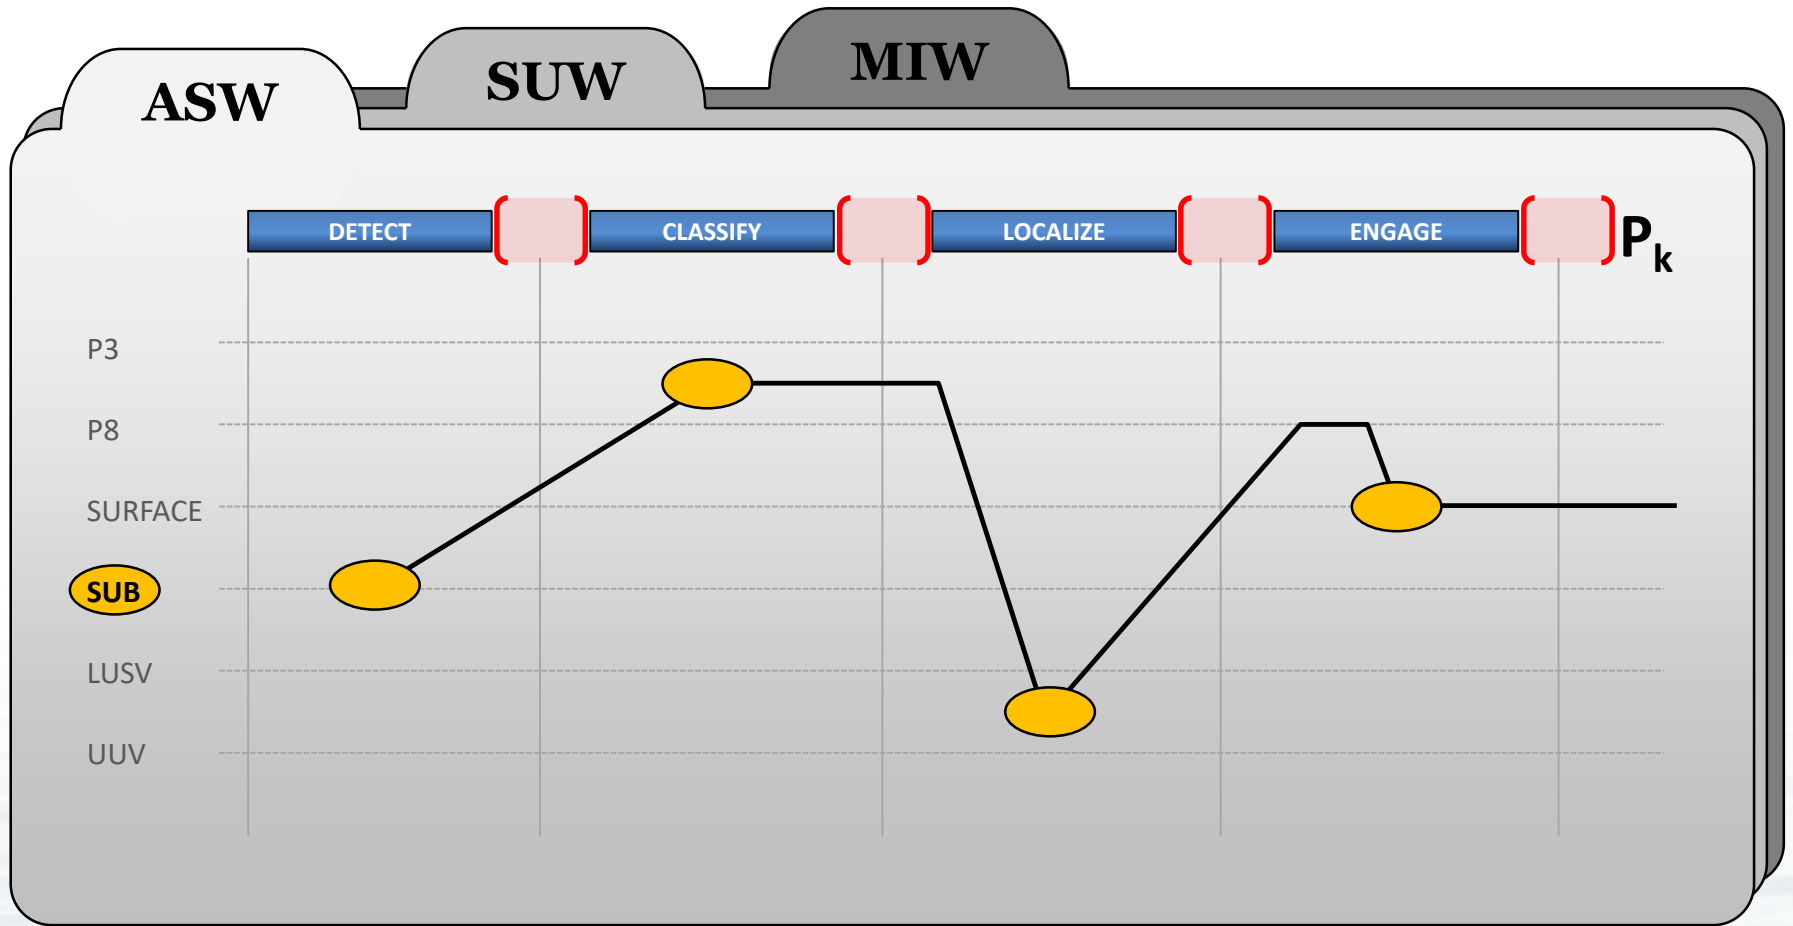 ASW
SUW
MIW
DETECT
CLASSIFY
LOCALIZE
ENGAGE
Pk
P3
P8
SURFACE
SUB
LUSV
UUV